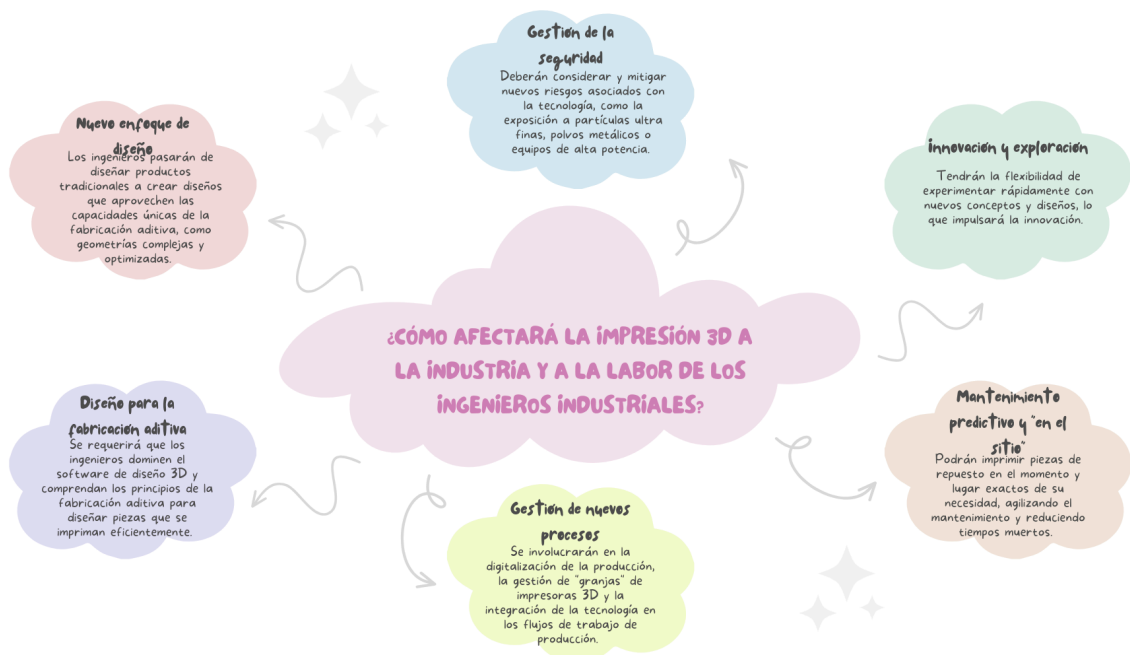 ¿CÓMO AFECTARÁ LA IMPRESIÓN 3D A
LA INDUSTRIA Y A LA LABOR DE LOS
INGENIEROS INDUSTRIALES?
Gestión de la
seguridad
Deberán considerar y mitigar
nuevos riesgos asociados con
la tecnología, como la
exposición a partículas ultra
finas, polvos metálicos o
equipos de alta potencia.
Nuevo enfoque de
diseño
Los ingenieros pasarán de
diseñar productos
tradicionales a crear diseños
que aprovechen las
capacidades únicas de la
fabricación aditiva, como
geometrías complejas y
optimizadas.
innovación y exploración
Tendrán la flexibilidad de
experimentar rápidamente con
nuevos conceptos y diseños, lo
que impulsará la innovación.
Diseño para la
fabricación aditiva
Se requerirá que los
ingenieros dominen el
software de diseño 3D y
comprendan los principios de la
fabricación aditiva para
diseñar piezas que se
impriman eficientemente.
Mantenimiento
predictivo y "en el
sitio"
Podrán imprimir piezas de
repuesto en el momento y
lugar exactos de su
necesidad, agilizando el
mantenimiento y reduciendo
tiempos muertos.
Gestión de nuevos
procesos
Se involucrarán en la
digitalización de la producción,
la gestión de "granjas" de
impresoras 3D y la
integración de la tecnología en
los flujos de trabajo de
producción.